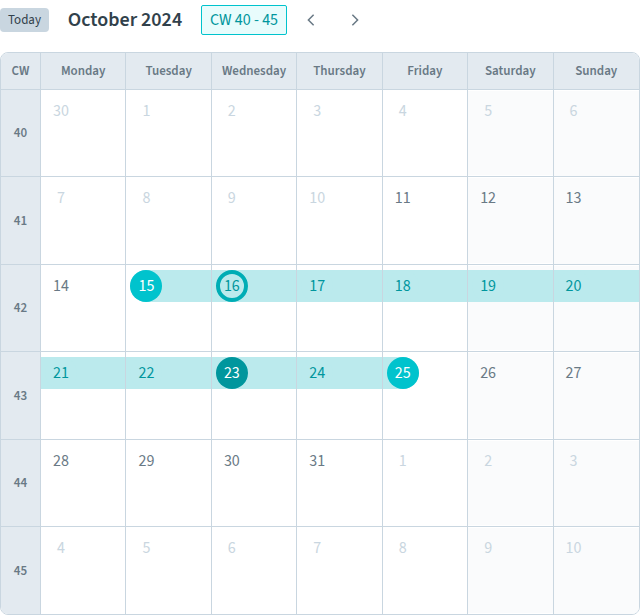 Today October 2024 CW 40 - 45
CW Monday Tuesday Wednesday Thursday Friday Saturday Sunday
40 30 1 2 3 4 5 6
41 7 8 9 10 11 12 13
42 14 15 16 17 18 19 20
43 21 22 23 24 25 26 27
44 28 29 30 31 1 2 3
45 4 5 6 7 8 9 10